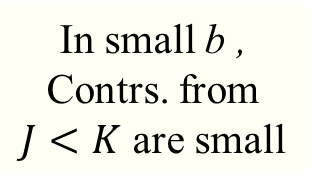 In small b ,
Contrs. from
J < K are small